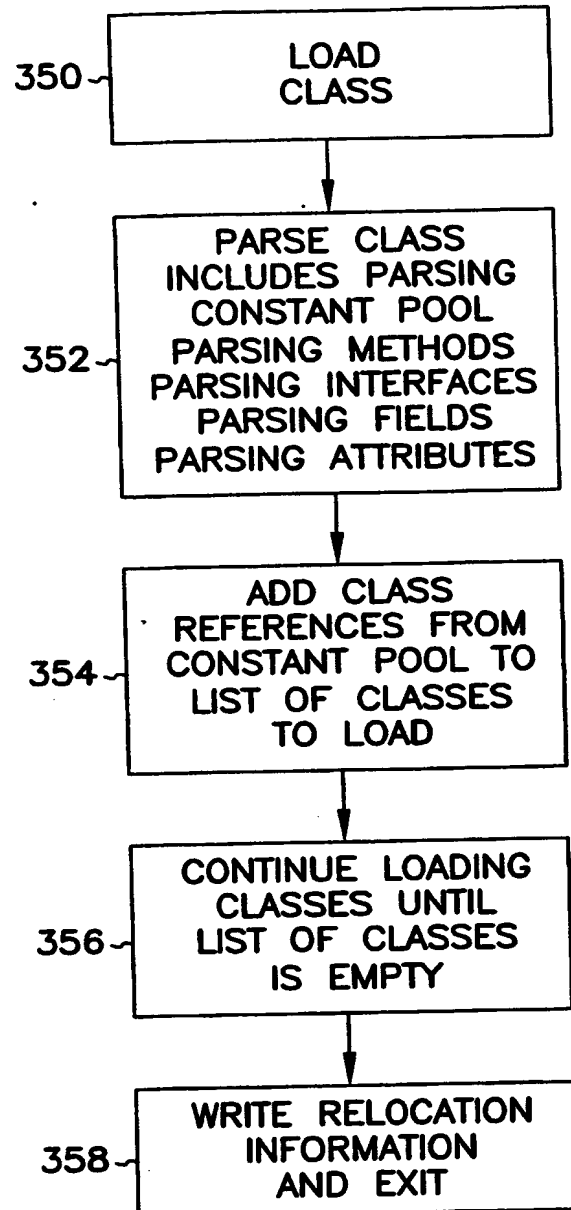 350
LOAD
CLASS
352
PARSE CLASS
INCLUDES PARSING
CONSTANT POOL
PARSING METHODS
PARSING INTERFACES
PARSING FIELDS
PARSING ATTRIBUTES
354
ADD CLASS
REFERENCES FROM
CONSTANT POOL TO
LIST OF CLASSES
TO LOAD
356
CONTINUE LOADING
CLASSES UNTIL
LIST OF CLASSES
IS EMPTY
358
WRITE RELOCATION
INFORMATION
AND EXIT